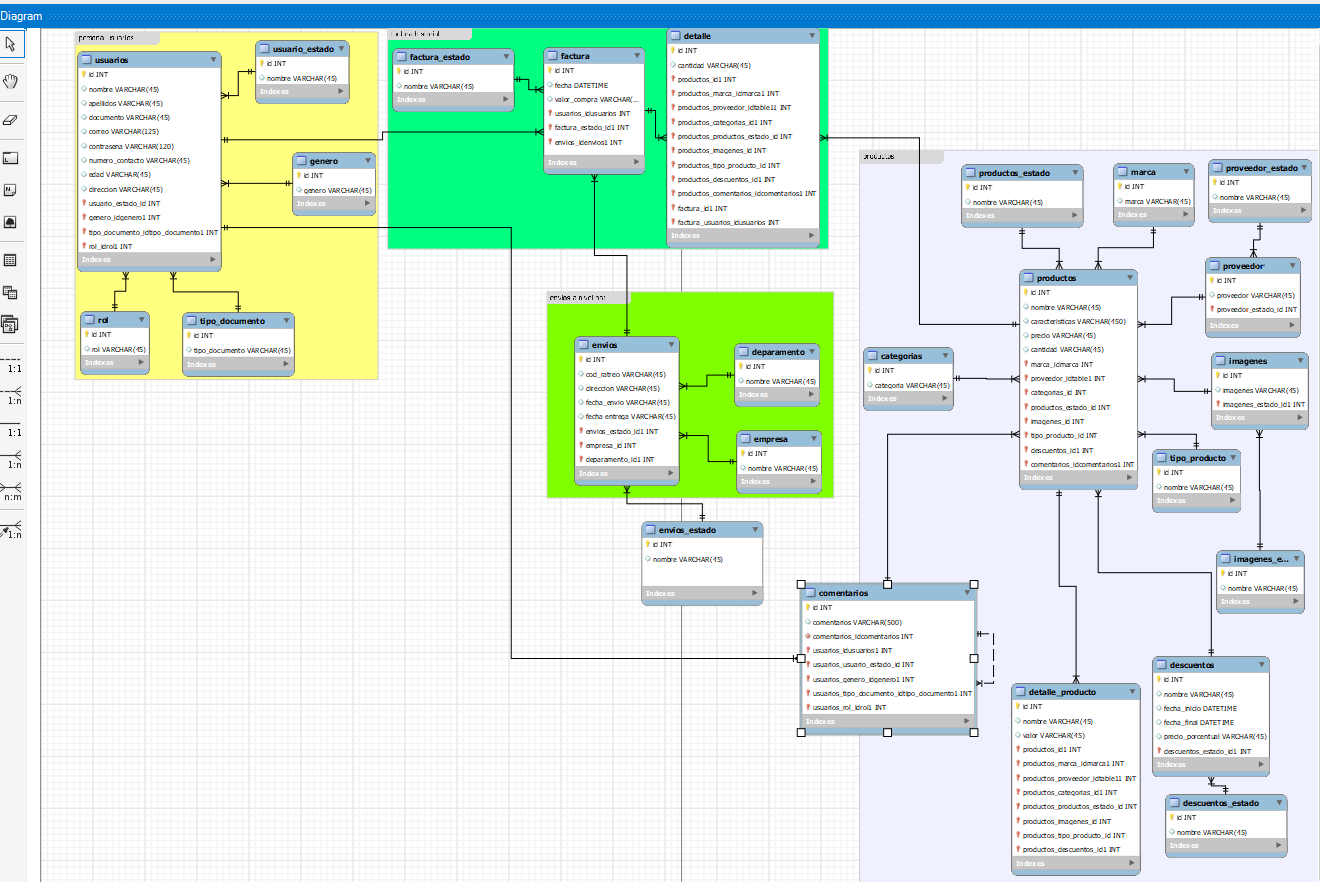 Diagram
usuarios
id INT
nombre VARCHAR(45)
apellidos VARCHAR(45)
documento VARCHAR(45)
correo VARCHAR(125)
contrasena VARCHAR(120)
numero_contacto VARCHAR(45)
edad VARCHAR(45)
direccion VARCHAR(45)
usuario_estado_id INT
genero_idgenero1 INT
tipo_documento_idtipo_documento1 INT
rol_idrol1 INT
Indexes
usuario_estado
id INT
nombre VARCHAR(45)
Indexes
genero
id INT
genero VARCHAR(45)
Indexes
rol
id INT
rol VARCHAR(45)
Indexes
tipo_documento
id INT
tipo_documento VARCHAR(45)
Indexes
factura_estado
id INT
nombre VARCHAR(45)
Indexes
factura
id INT
fecha DATETIME
valor_compra VARCHAR(...
usuarios_idusuarios INT
factura_estado_id1 INT
envios_idenvios1 INT
Indexes
detalle
id INT
cantidad VARCHAR(45)
productos_id1 INT
productos_marca_idmarca1 INT
productos_proveedor_idtable11 INT
productos_categorias_id1 INT
productos_productos_estado_id INT
productos_imagenes_id INT
productos_tipo_producto_id INT
productos_descuentos_id1 INT
productos_comentarios_idcomentarios1 INT
factura_id1 INT
factura_usuarios_idusuarios INT
Indexes
envios
id INT
cod_ratreo VARCHAR(45)
direccion VARCHAR(45)
fecha_envio VARCHAR(45)
fecha entrega VARCHAR(45)
envios_estado_id1 INT
empresa_id INT
deparamento_id1 INT
Indexes
deparamento
id INT
nombre VARCHAR(45)
Indexes
empresa
id INT
nombre VARCHAR(45)
Indexes
envios_estado
id INT
nombre VARCHAR(45)
Indexes
productos
productos_estado
id INT
nombre VARCHAR(45)
Indexes
marca
id INT
marca VARCHAR(45)
Indexes
proveedor_estado
id INT
nombre VARCHAR(45)
Indexes
productos
id INT
nombre VARCHAR(45)
caracteristicas VARCHAR(450)
precio VARCHAR(45)
cantidad VARCHAR(45)
marca_idmarca INT
proveedor_idtable1 INT
categorias_id INT
productos_estado_id INT
imagenes_id INT
tipo_producto_id INT
descuentos_id1 INT
comentarios_idcomentarios1 INT
Indexes
proveedor
id INT
proveedor VARCHAR(45)
proveedor_estado_id INT
Indexes
categorias
id INT
categoria VARCHAR(45)
Indexes
imagenes
id INT
imagenes VARCHAR(45)
imagenes_estado_id1 INT
Indexes
tipo_producto
id INT
nombre VARCHAR(45)
Indexes
imagenes_e...
id INT
nombre VARCHAR(45)
Indexes
comentarios
id INT
comentarios VARCHAR(500)
comentarios_idcomentarios INT
usuarios_idusuarios1 INT
usuarios_usuario_estado_id INT
usuarios_genero_idgenero1 INT
usuarios_tipo_documento_idtipo_documento1 INT
usuarios_rol_idrol1 INT
Indexes
detalle_producto
id INT
nombre VARCHAR(45)
valor VARCHAR(45)
productos_id1 INT
productos_marca_idmarca1 INT
productos_proveedor_idtable11 INT
productos_categorias_id1 INT
productos_productos_estado_id INT
productos_imagenes_id INT
productos_tipo_producto_id INT
productos_descuentos_id1 INT
Indexes
descuentos
id INT
nombre VARCHAR(45)
fecha_inicio DATETIME
fecha_final DATETIME
precio_porcentual VARCHAR(45)
descuentos_estado_id1 INT
Indexes
descuentos_estado
id INT
nombre VARCHAR(45)
Indexes
1:1
1:n
1:1
1:n
n:m
1:n